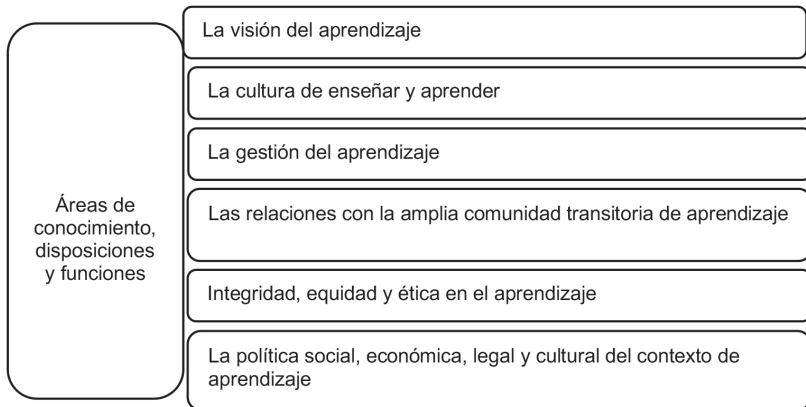 La visión del aprendizaje
La cultura de enseñar y aprender
La gestión del aprendizaje
Áreas de
conocimiento,
disposiciones
y funciones
Las relaciones con la amplia comunidad transitoria de aprendizaje
Integridad, equidad y ética en el aprendizaje
La política social, económica, legal y cultural del contexto de
aprendizaje